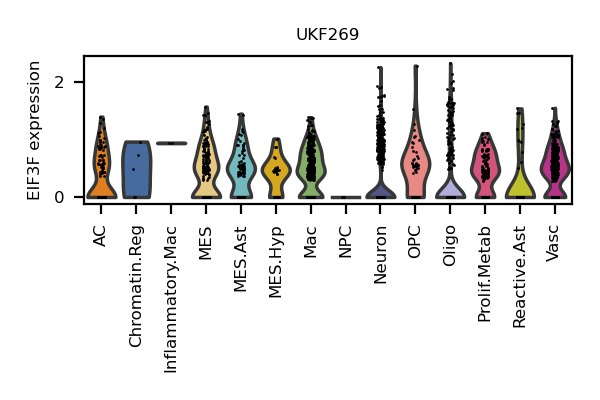 UKF269
EIF3F expression
2
0
AC
Chromatin.Reg
Inflammatory.Mac
MES
MES.Ast
MES.Hyp
Mac
NPC
Neuron
OPC
Oligo
Prolif.Metab
Reactive.Ast
Vasc